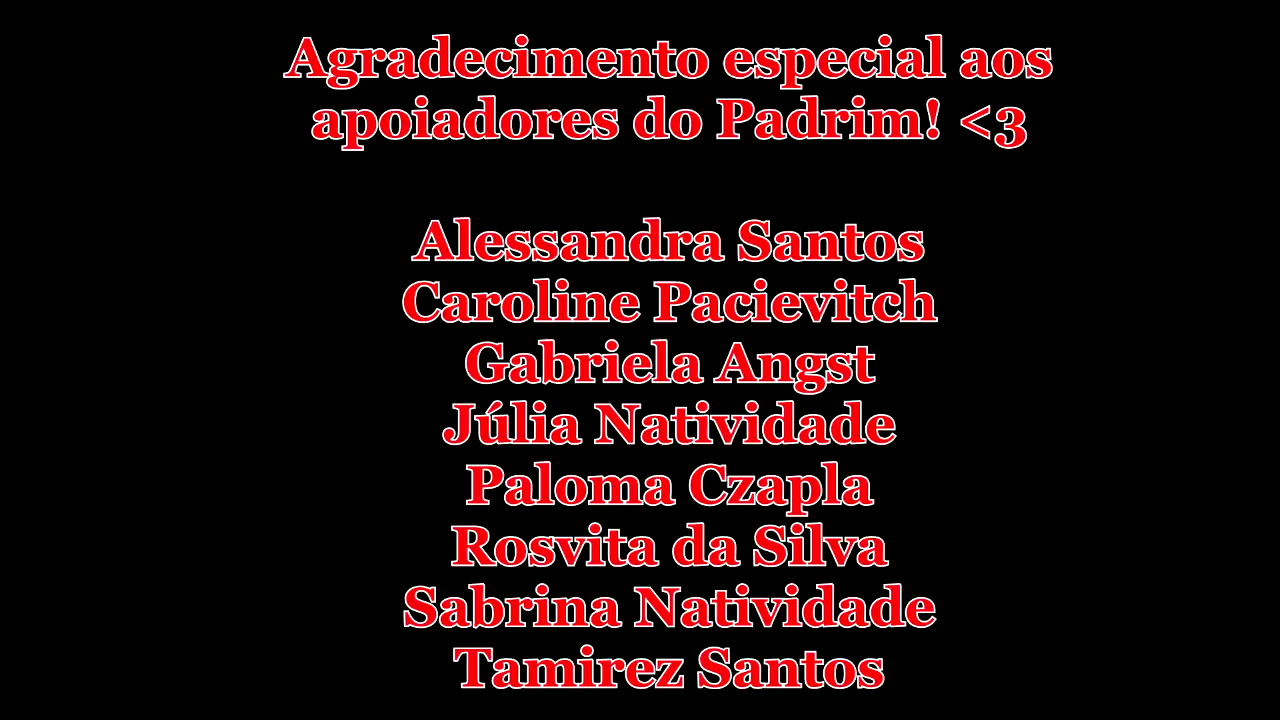 Agradecimento especial aos
apoiadores do Padrim! <3
Alessandra Santos
Caroline Pacievitch
Gabriela Angst
Júlia Natividade
Paloma Czapla
Rosvita da Silva
Sabrina Natividade
Tamirez Santos